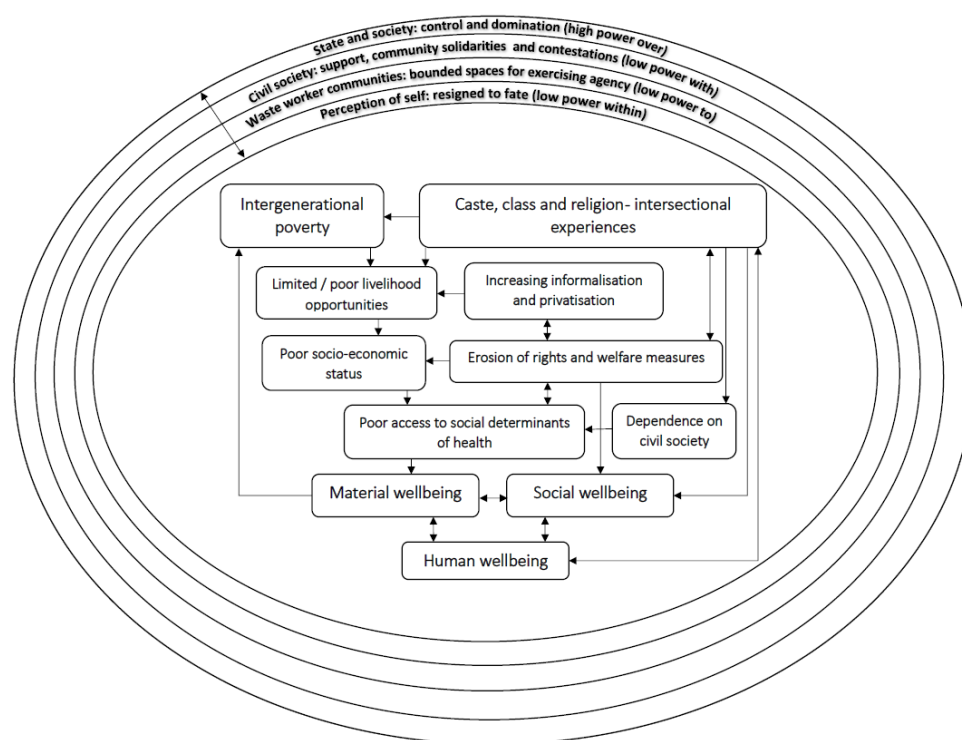 State and society: control and domination (high power over)
Civil society: support, community solidarities and contestations (low power with)
Waste worker communities: bounded spaces for exercising agency (low power to)
Perception of self: resigned to fate (low power within)
Intergenerational
poverty
Caste, class and religion- intersectional
experiences
Limited / poor livelihood
opportunities
Increasing informalisation
and privatisation
Poor socio-economic
status
Erosion of rights and welfare measures
Poor access to social determinants
of health
Dependence on
civil society
Material wellbeing
Social wellbeing
Human wellbeing